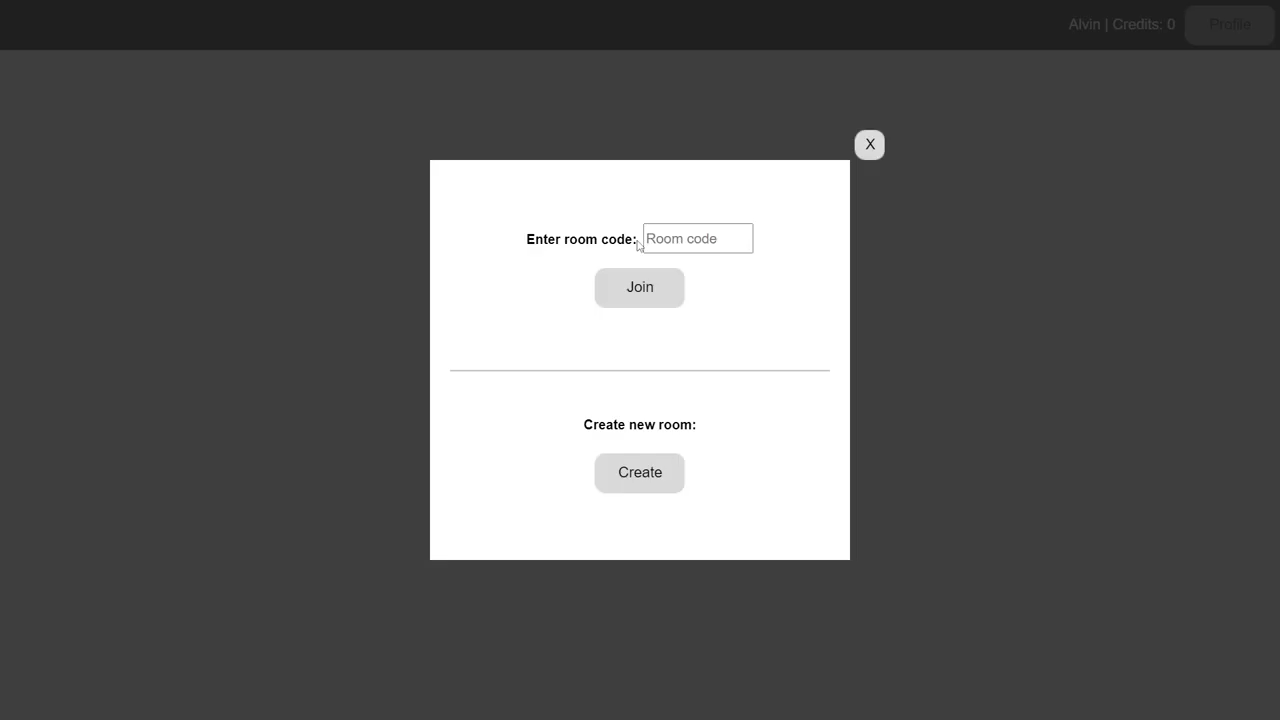 Alvin | Credits: 0
Profile
X
Enter room code: Room code
Join
Create new room:
Create